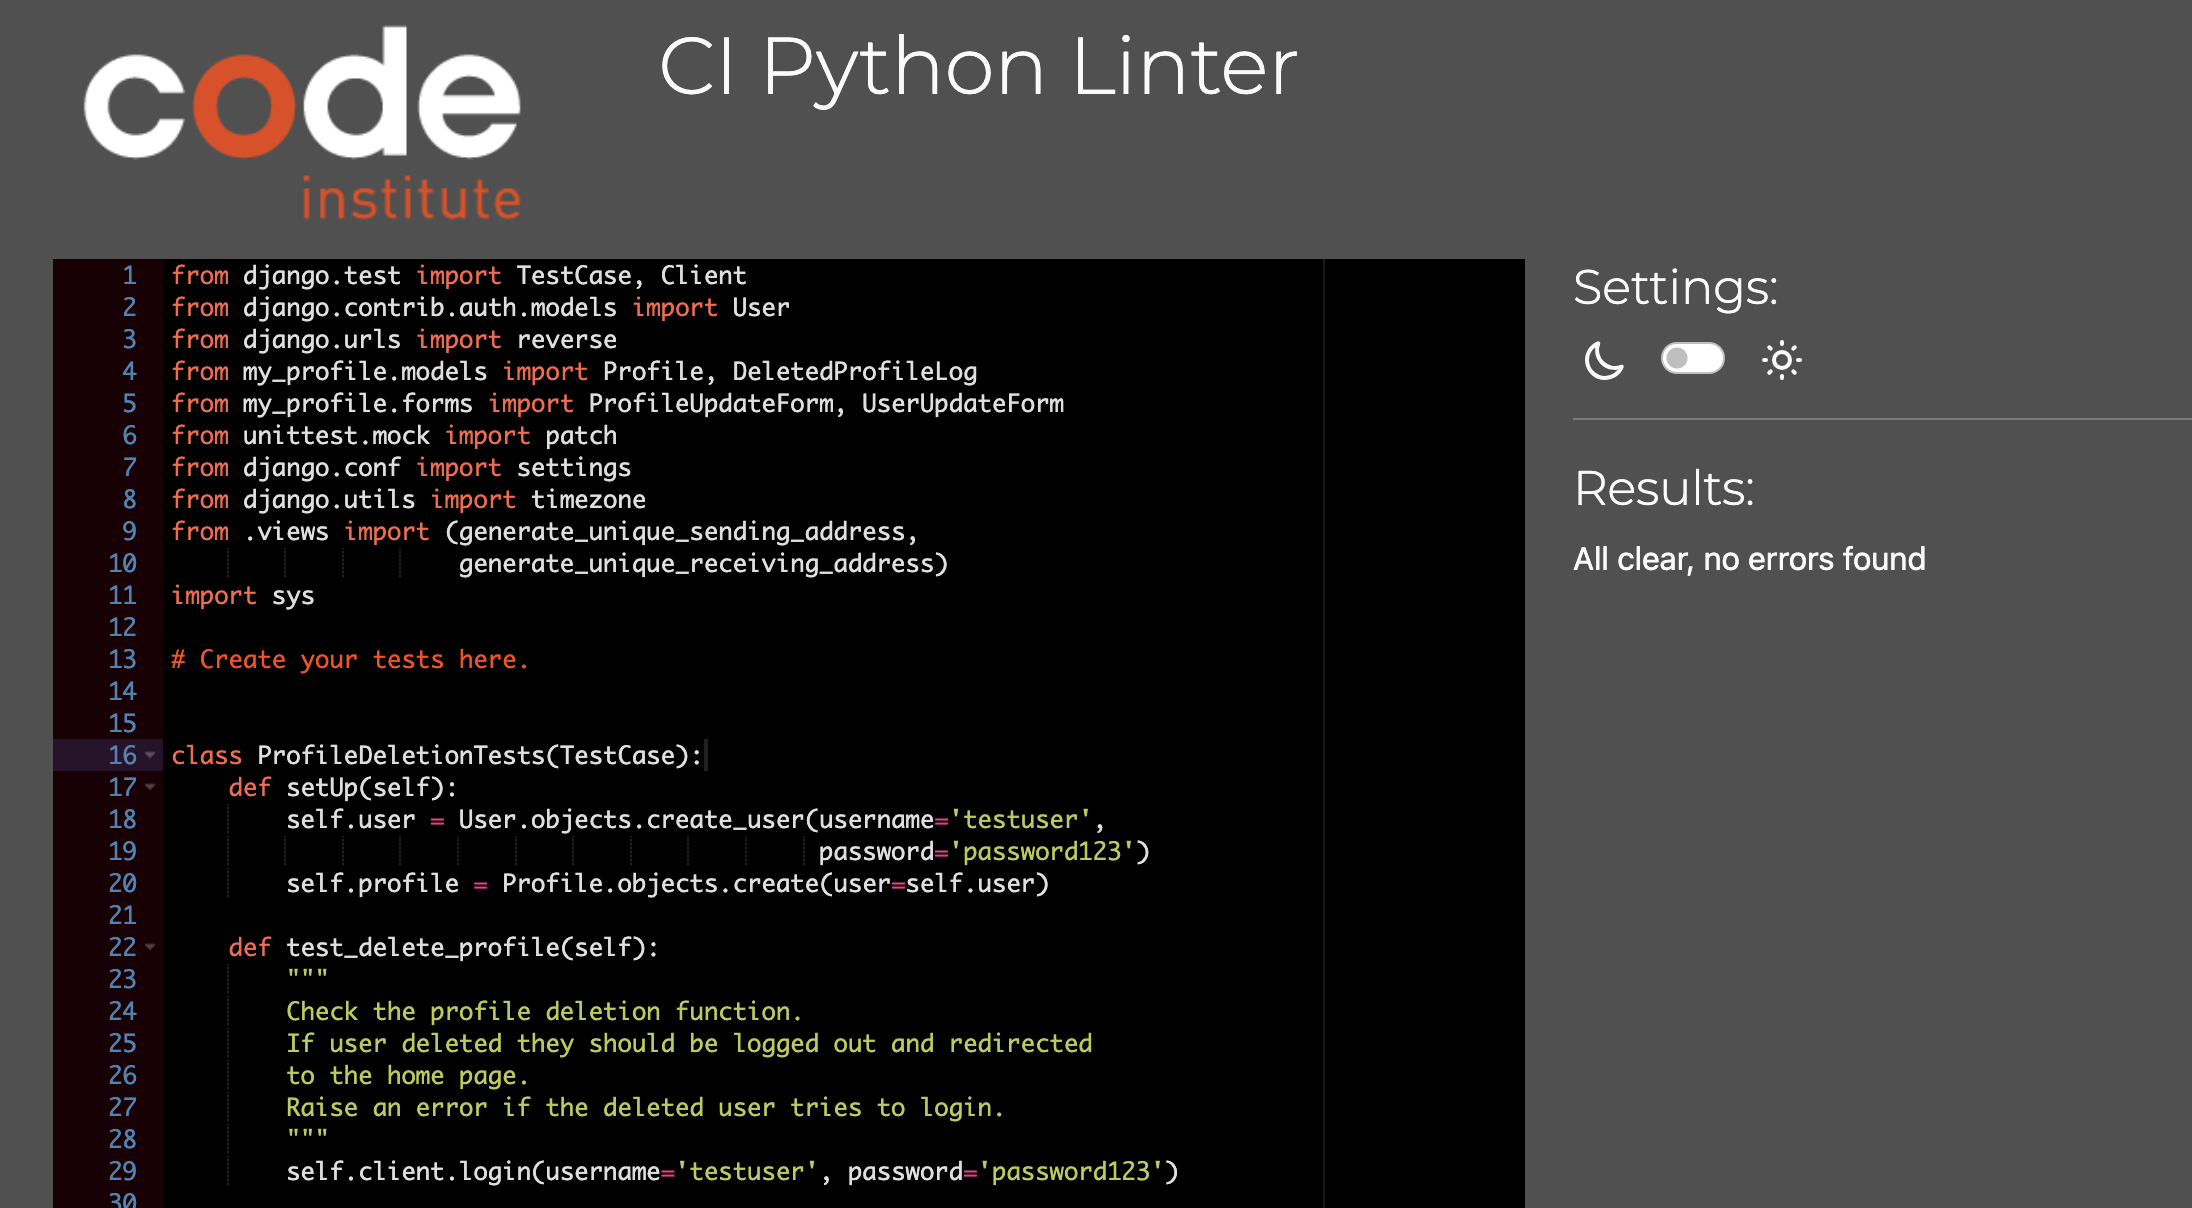 code
institute
CI Python Linter
1 from django.test import TestCase, Client
2 from django.contrib.auth.models import User
3 from django.urls import reverse
4 from my_profile.models import Profile, DeletedProfileLog
5 from my_profile.forms import ProfileUpdateForm, UserUpdateForm
6 from unittest.mock import patch
7 from django.conf import settings
8 from django.utils import timezone
9 from .views import (generate_unique_sending_address,
10                     generate_unique_receiving_address)
11 import sys
12
13 # Create your tests here.
14
15
16 class ProfileDeletionTests(TestCase):
17     def setUp(self):
18         self.user = User.objects.create_user(username='testuser',
19                                              password='password123')
20         self.profile = Profile.objects.create(user=self.user)
21
22     def test_delete_profile(self):
23         """
24         Check the profile deletion function.
25         If user deleted they should be logged out and redirected
26         to the home page.
27         Raise an error if the deleted user tries to login.
28         """
29         self.client.login(username='testuser', password='password123')
30
Settings:
Results:
All clear, no errors found